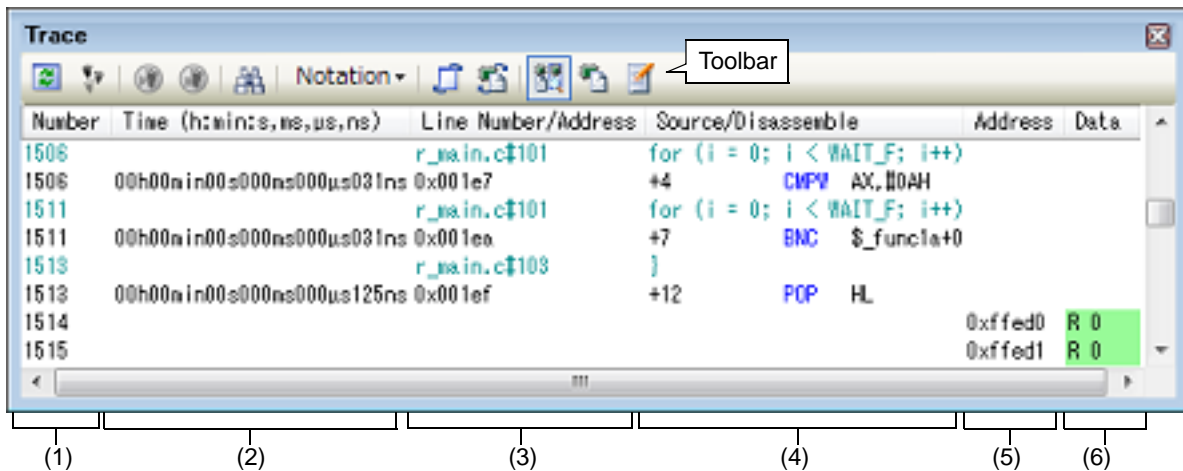 Trace
Notation
Toolbar
Number Time (h:min:s,ms,µs,ns) Line Number/Address Source/Disassemble Address Data
1506 r_main.c#101 for (i = 0; i < WAIT_F; i++)
1506 00h00min00s000ms000µs031ns 0x001e7 +4 CMPW AX,#0AH
1511 r_main.c#101 for (i = 0; i < WAIT_F; i++)
1511 00h00min00s000ms000µs031ns 0x001ea +7 BNC $_func1a+0
1513 r_main.c#103 }
1513 00h00min00s000ms000µs125ns 0x001ef +12 POP HL
1514 0xffed0 R 0
1515 0xffed1 R 0
(1) (2) (3) (4) (5) (6)